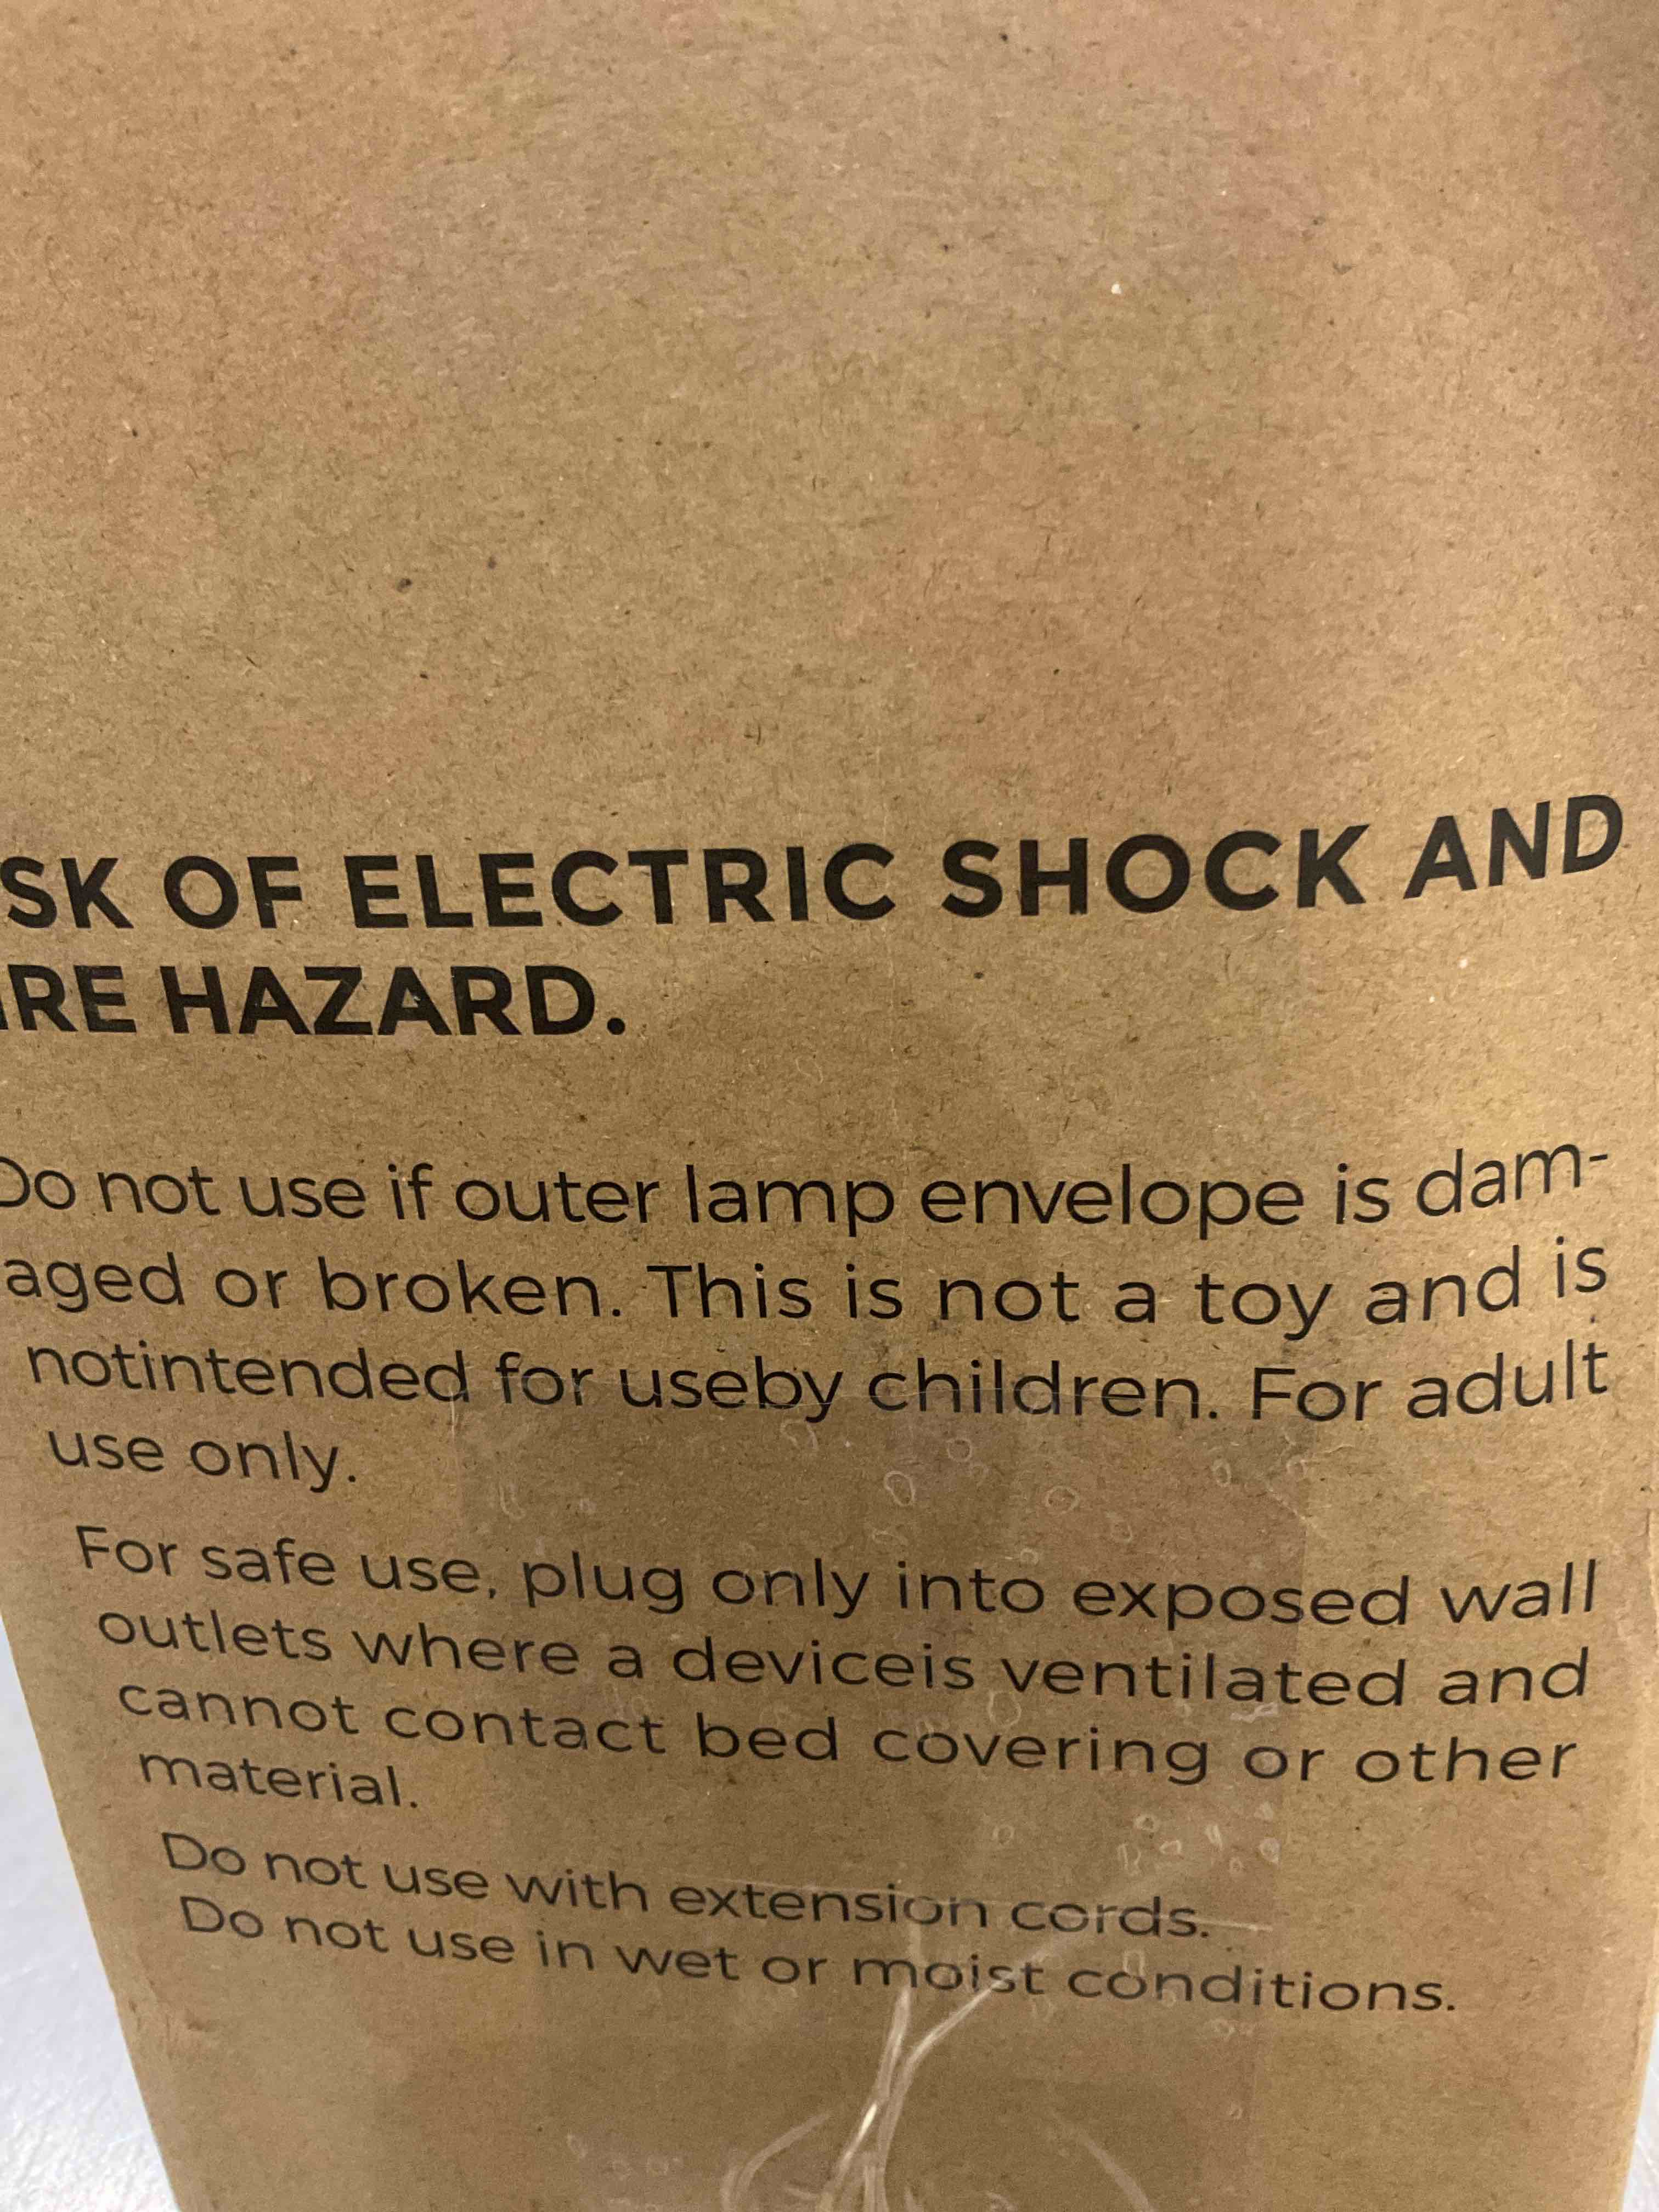 SK OF ELECTRIC SHOCK AND
IRE HAZARD.
Do not use if outer lamp envelope is dam-
aged or broken. This is not a toy and is
notintended for useby children. For adult
use only.
For safe use, plug only into exposed wall
outlets where a deviceis ventilated and
cannot contact bed covering or other
material.
Do not use with extension cords.
Do not use in wet or moist conditions.